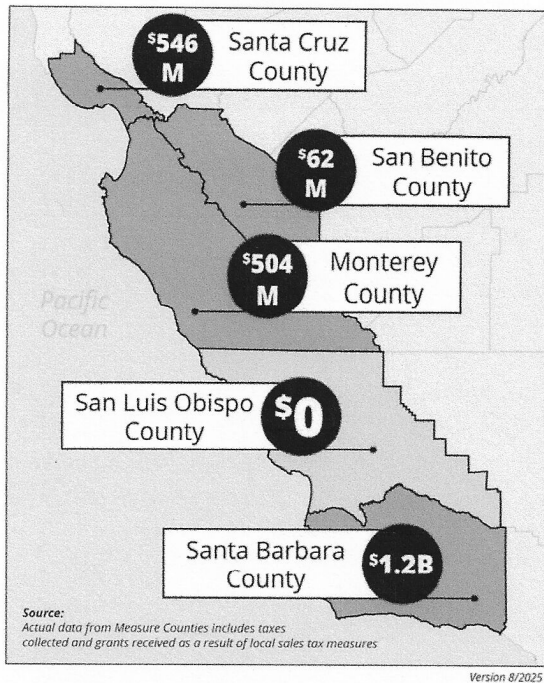 $546
M
Santa Cruz
County
$62
M
San Benito
County
$504
M
Monterey
County
Pacific
Ocean
San Luis Obispo
County
$0
Santa Barbara
County
$1.2B
Source:
Actual data from Measure Counties includes taxes
collected and grants received as a result of local sales tax measures
Version 8/2025